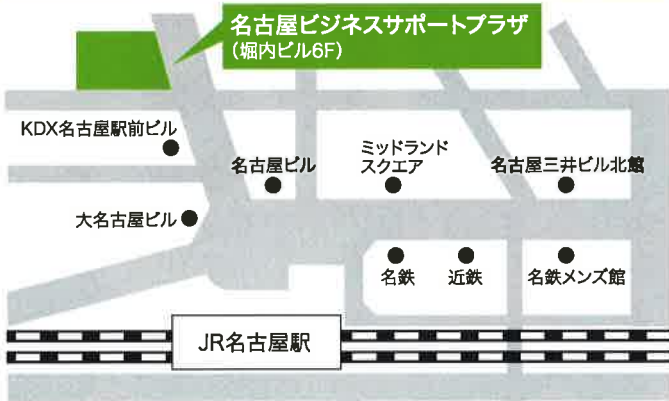 名古屋ビジネスサポートプラザ
（堀内ビル6F）
KDX名古屋駅前ビル
ミッドランド
スクエア
名古屋ビル
名古屋三井ビル北館
大名古屋ビル
名鉄
近鉄
名鉄メンズ館
JR名古屋駅